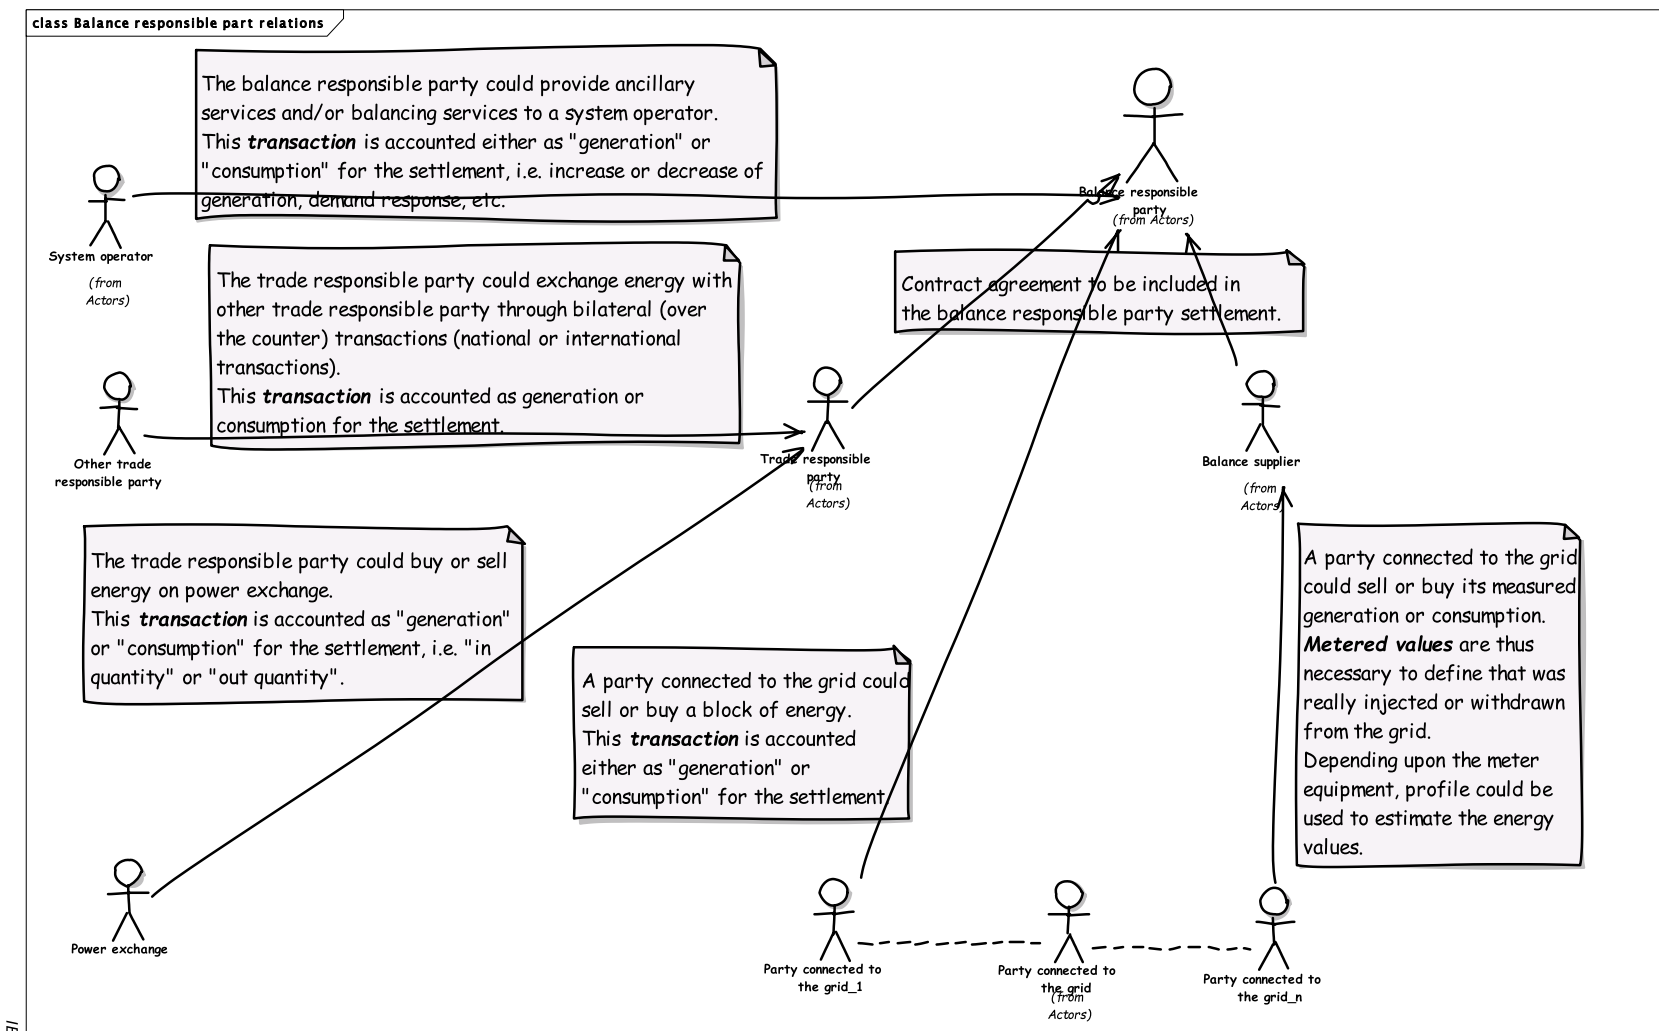 class Balance responsible part relations
The balance responsible party could provide ancillary
services and/or balancing services to a system operator.
This transaction is accounted either as "generation" or
"consumption" for the settlement, i.e. increase or decrease of
generation, demand response, etc.
Balance responsible
party
(from Actors)
System operator
(from
Actors)
The trade responsible party could exchange energy with
other trade responsible party through bilateral (over
the counter) transactions (national or international
transactions).
This transaction is accounted as generation or
consumption for the settlement.
Contract agreement to be included in
the balance responsible party settlement.
Other trade
responsible party
Trade responsible
party
(from
Actors)
Balance supplier
(from
Actors)
The trade responsible party could buy or sell
energy on power exchange.
This transaction is accounted as "generation"
or "consumption" for the settlement, i.e. "in
quantity" or "out quantity".
A party connected to the grid could
sell or buy a block of energy.
This transaction is accounted
either as "generation" or
"consumption" for the settlement.
A party connected to the grid
could sell or buy its measured
generation or consumption.
Metered values are thus
necessary to define that was
really injected or withdrawn
from the grid.
Depending upon the meter
equipment, profile could be
used to estimate the energy
values.
Power exchange
Party connected to
the grid_1
Party connected to
the grid
(from
Actors)
Party connected to
the grid_n